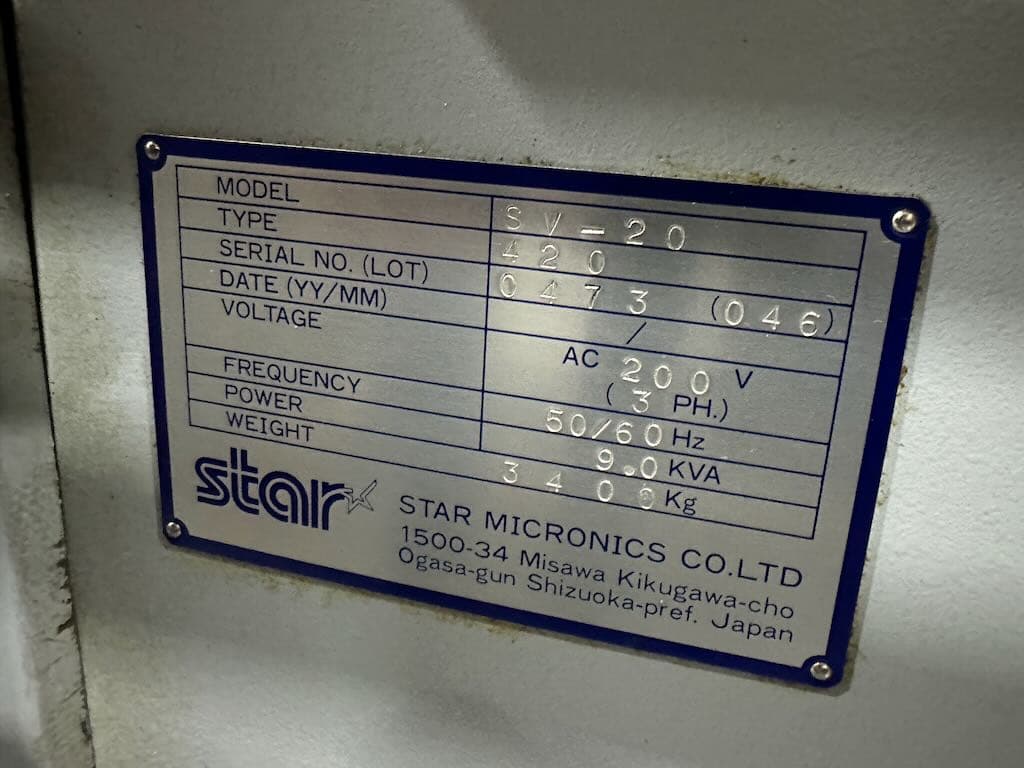 MODEL SV-20
TYPE 420
SERIAL NO. (LOT) 0473 (046)
DATE (YY/MM) /
VOLTAGE AC 200 V
(3 PH.)
FREQUENCY 50/60 Hz
POWER 9.0 KVA
WEIGHT 3400 Kg
star
STAR MICRONICS CO.LTD
1500-34 Misawa Kikugawa-cho
Ogasa-gun Shizuoka-pref. Japan